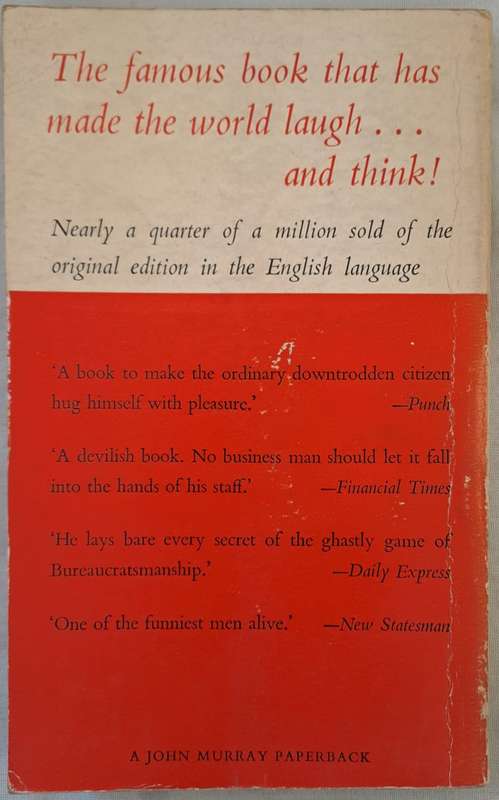 The famous book that has
made the world laugh . . .
and think!
Nearly a quarter of a million sold of the
original edition in the English language
‘A book to make the ordinary downtrodden citizen
hug himself with pleasure.’ —Punch
‘A devilish book. No business man should let it fall
into the hands of his staff.’ —Financial Times
‘He lays bare every secret of the ghastly game of
Bureaucratsmanship.’ —Daily Express
‘One of the funniest men alive.’ —New Statesman
A JOHN MURRAY PAPERBACK